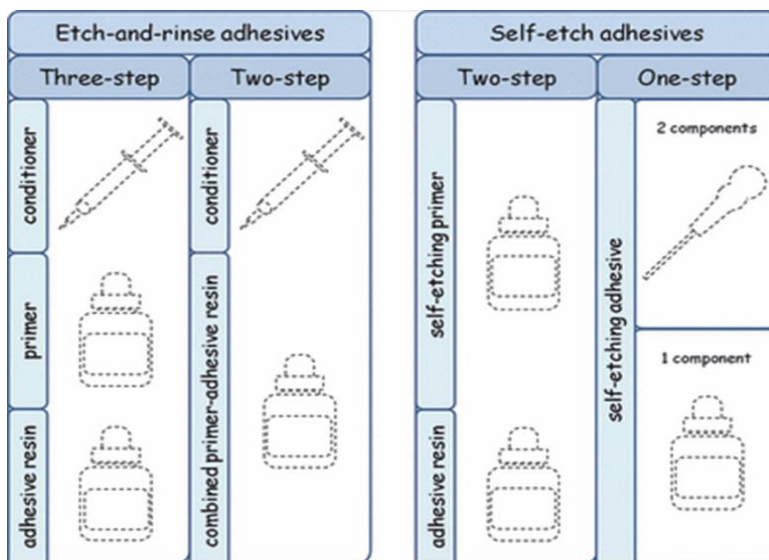 Etch-and-rinse adhesives
Three-step
Two-step
conditioner
primer
adhesive resin
conditioner
combined primer-adhesive resin
Self-etch adhesives
Two-step
One-step
self-etching primer
adhesive resin
self-etching adhesive
2 components
1 component